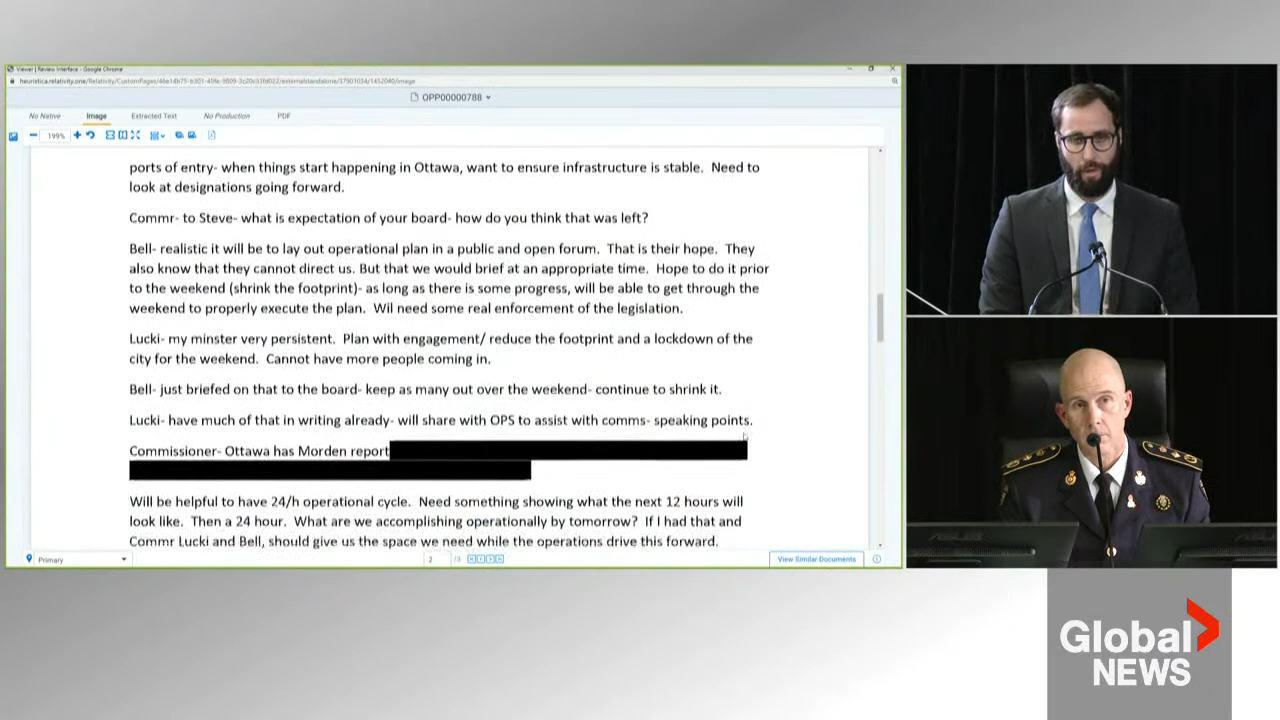 Viewer | Review Interface - Google Chrome
OPP00000788
No Native Image Extracted Text No Production PDF
199%
ports of entry- when things start happening in Ottawa, want to ensure infrastructure is stable. Need to
look at designations going forward.
Commr- to Steve- what is expectation of your board- how do you think that was left?
Bell- realistic it will be to lay out operational plan in a public and open forum. That is their hope. They
also know that they cannot direct us. But that we would brief at an appropriate time. Hope to do it prior
to the weekend (shrink the footprint)- as long as there is some progress, will be able to get through the
weekend to properly execute the plan. Wil need some real enforcement of the legislation.
Lucki- my minster very persistent. Plan with engagement/ reduce the footprint and a lockdown of the
city for the weekend. Cannot have more people coming in.
Bell- just briefed on that to the board- keep as many out over the weekend- continue to shrink it.
Lucki- have much of that in writing already- will share with OPS to assist with comms- speaking points.
Commissioner- Ottawa has Morden report
Will be helpful to have 24/h operational cycle. Need something showing what the next 12 hours will
look like. Then a 24 hour. What are we accomplishing operationally by tomorrow? If I had that and
Commr Lucki and Bell, should give us the space we need while the operations drive this forward.
Primary 2 /3 View Similar Documents
ASUS
Global
NEWS